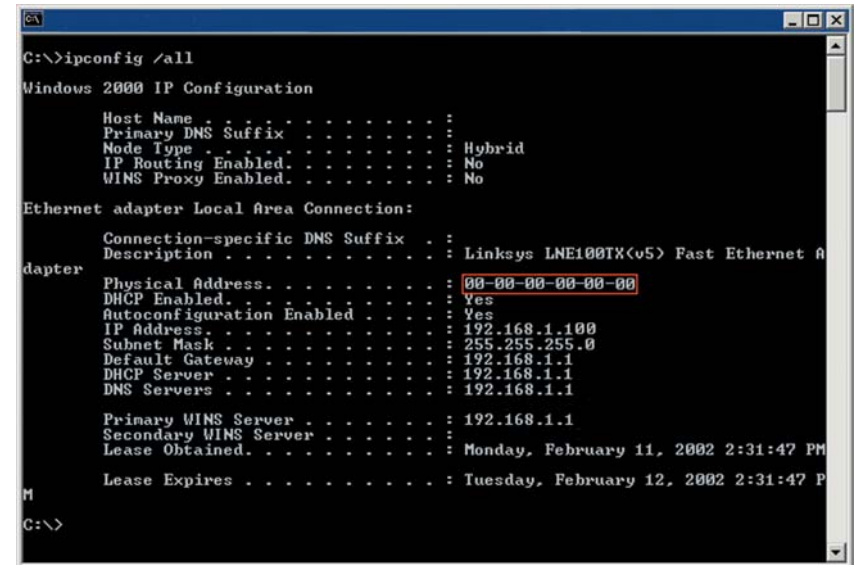 C:\>ipconfig /all
Windows 2000 IP Configuration
Host Name . . . . . . . . . . . . :
Primary DNS Suffix . . . . . . . :
Node Type . . . . . . . . . . . . : Hybrid
IP Routing Enabled. . . . . . . . : No
WINS Proxy Enabled. . . . . . . . : No
Ethernet adapter Local Area Connection:
Connection-specific DNS Suffix . :
Description . . . . . . . . . . . : Linksys LNE100TX(v5) Fast Ethernet A
dapter
Physical Address. . . . . . . . . : 00-00-00-00-00-00
DHCP Enabled. . . . . . . . . . . : Yes
Autoconfiguration Enabled . . . . : Yes
IP Address. . . . . . . . . . . . : 192.168.1.100
Subnet Mask . . . . . . . . . . . : 255.255.255.0
Default Gateway . . . . . . . . . : 192.168.1.1
DHCP Server . . . . . . . . . . . : 192.168.1.1
DNS Servers . . . . . . . . . . . : 192.168.1.1
Primary WINS Server . . . . . . . : 192.168.1.1
Secondary WINS Server . . . . . . :
Lease Obtained. . . . . . . . . . : Monday, February 11, 2002 2:31:47 PM
Lease Expires . . . . . . . . . . : Tuesday, February 12, 2002 2:31:47 P
M
C:\>